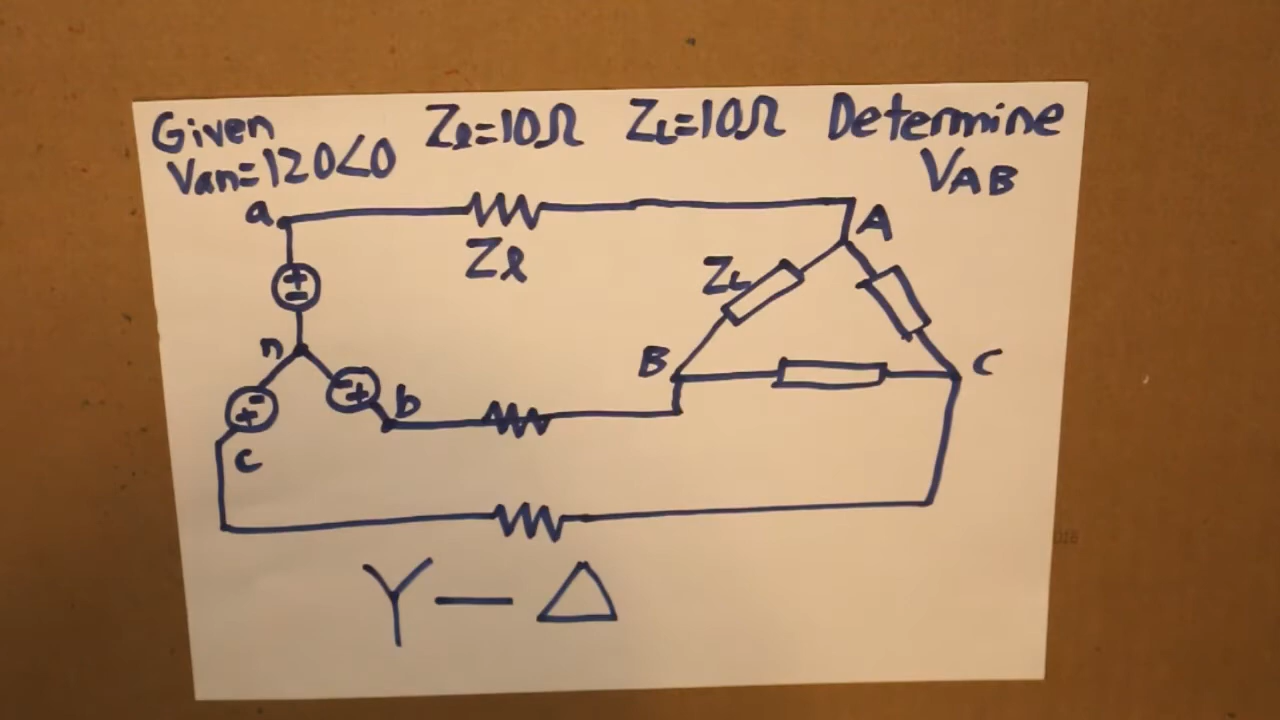 Given Zℓ=10Ω ZL=10Ω Determine
Van=120<0 VAB
a
A
Zℓ
ZL
+
-
n
B
C
- +
b
-
+
c
Y — Δ